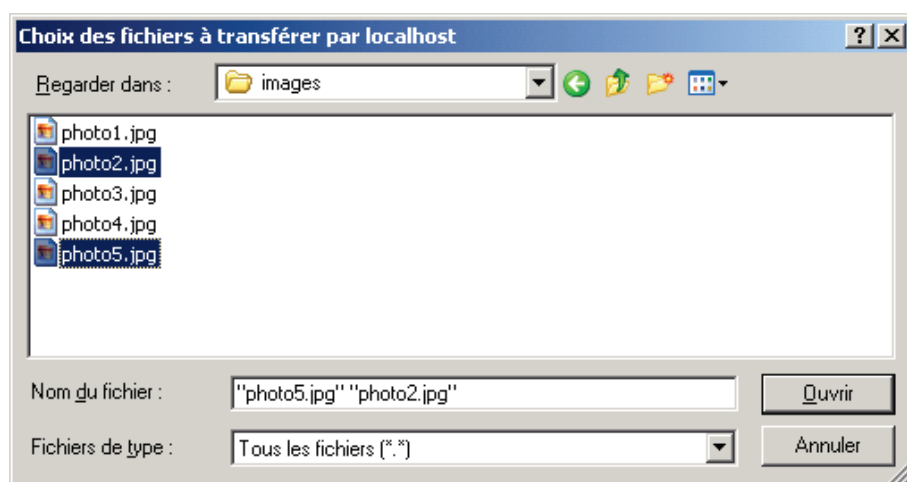 Choix des fichiers à transférer par localhost
Regarder dans : images
photo1.jpg
photo2.jpg
photo3.jpg
photo4.jpg
photo5.jpg
Nom du fichier : "photo5.jpg" "photo2.jpg" Ouvrir
Fichiers de type : Tous les fichiers (*.*) Annuler